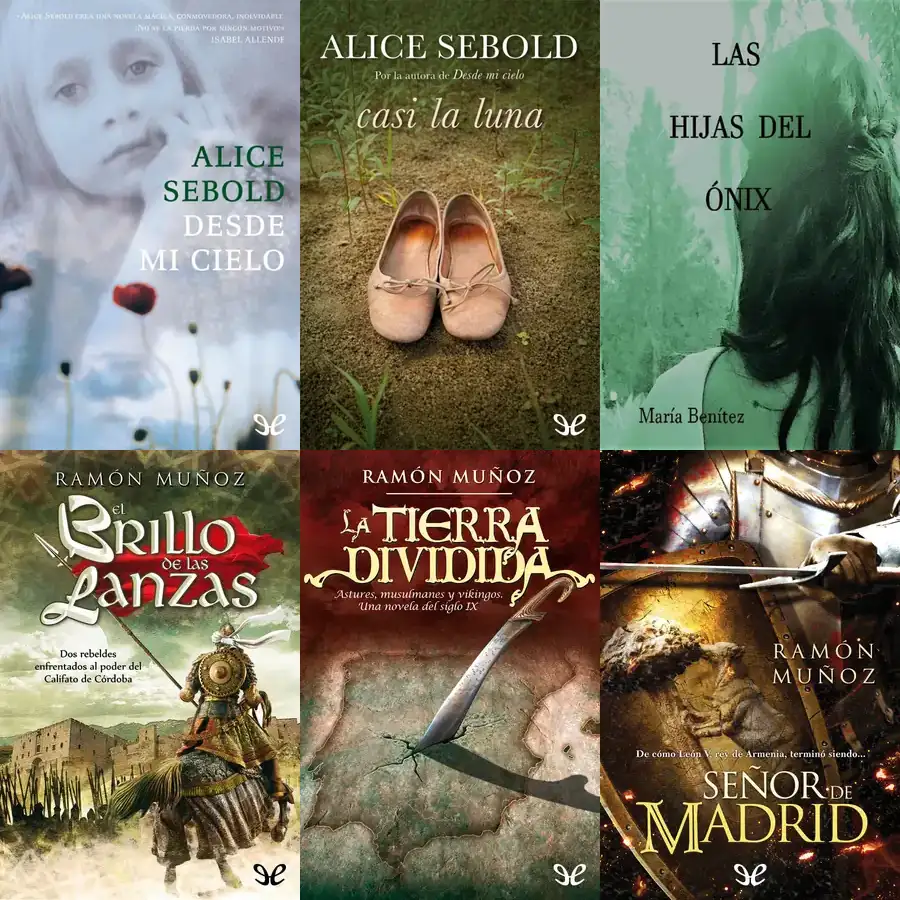 «Alice Sebold crea una novela mágica, conmovedora, inolvidable.
No se la pierda por ningún motivo»
ISABEL ALLENDE
ALICE
SEBOLD
DESDE
MI CIELO
ALICE SEBOLD
Por la autora de Desde mi cielo
casi la luna
LAS
HIJAS DEL
ÓNIX
María Benítez
RAMÓN MUÑOZ
EL
BRILLO
DE LAS
LANZAS
Dos rebeldes
enfrentados al poder del
Califato de Córdoba
RAMÓN MUÑOZ
LA TIERRA
DIVIDIDA
Astures, musulmanes y vikingos.
Una novela del siglo IX
RAMÓN
MUÑOZ
De cómo León V, rey de Armenia, terminó siendo...
SEÑOR DE
MADRID